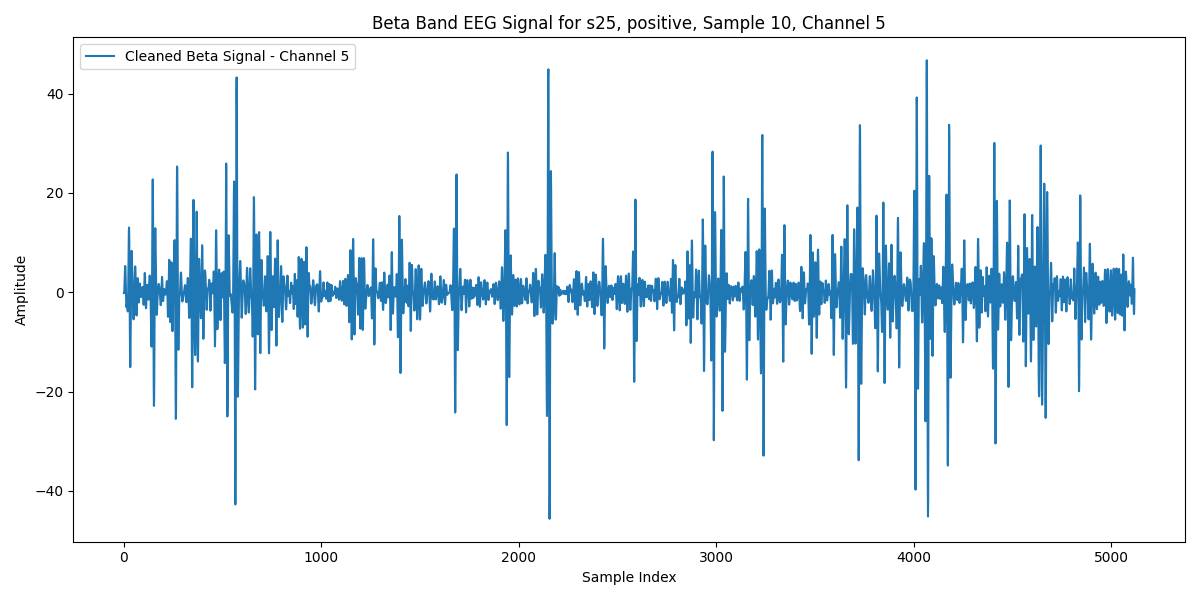 Beta Band EEG Signal for s25, positive, Sample 10, Channel 5
Cleaned Beta Signal - Channel 5
Amplitude
40
20
0
−20
−40
0 1000 2000 3000 4000 5000
Sample Index